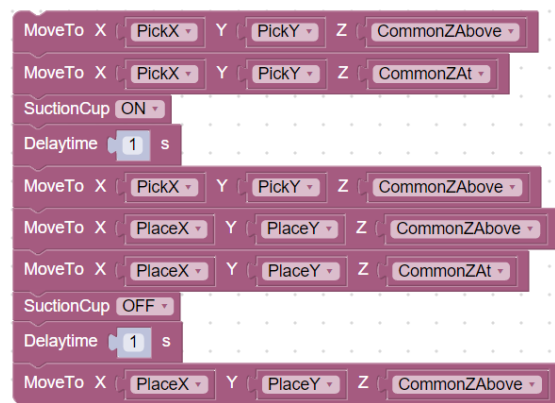 MoveTo X PickX Y PickY Z CommonZAbove
MoveTo X PickX Y PickY Z CommonZAt
SuctionCup ON
Delaytime 1 s
MoveTo X PickX Y PickY Z CommonZAbove
MoveTo X PlaceX Y PlaceY Z CommonZAbove
MoveTo X PlaceX Y PlaceY Z CommonZAt
SuctionCup OFF
Delaytime 1 s
MoveTo X PlaceX Y PlaceY Z CommonZAbove